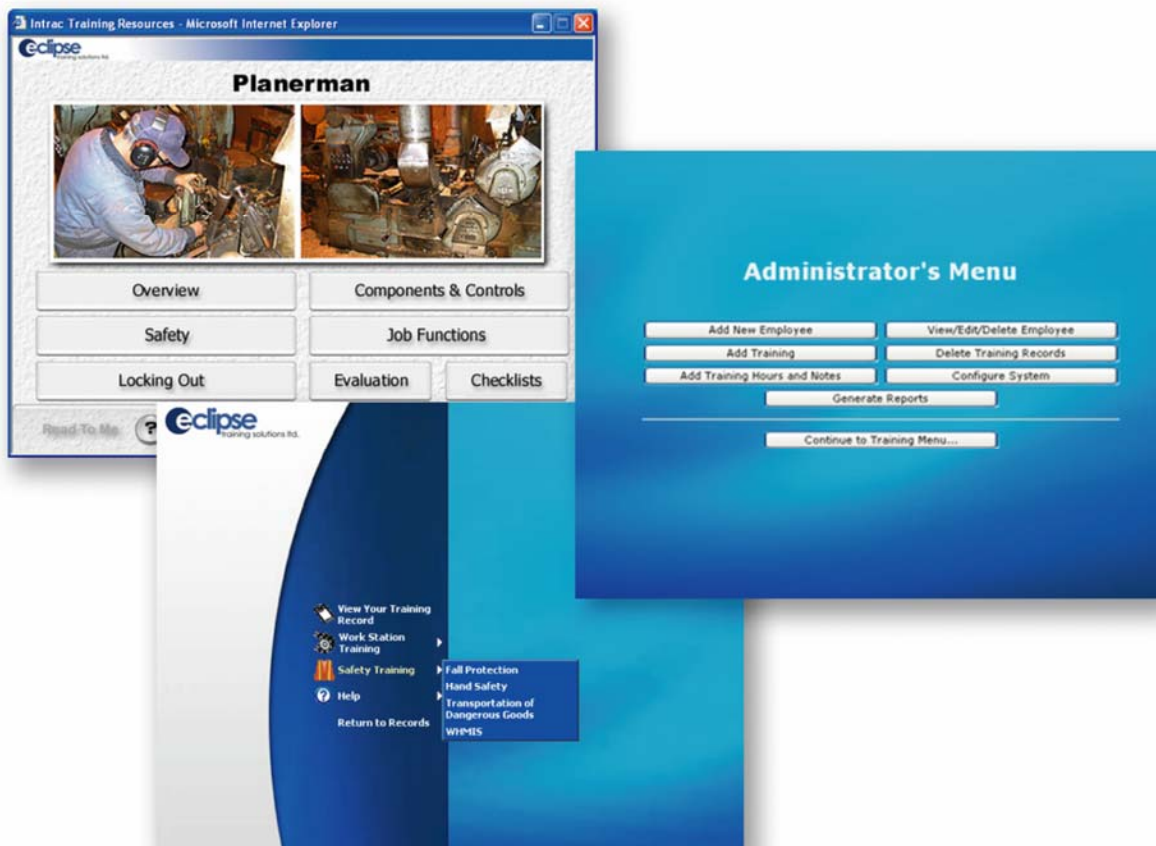 Intrac Training Resources - Microsoft Internet Explorer
eclipse
training solutions ltd.
Planerman
Overview
Components & Controls
Safety
Job Functions
Locking Out
Evaluation
Checklists
Read To Me
?
Administrator's Menu
Add New Employee
View/Edit/Delete Employee
Add Training
Delete Training Records
Add Training Hours and Notes
Configure System
Generate Reports
Continue to Training Menu...
eclipse
training solutions ltd.
View Your Training
Record
Work Station
Training
Safety Training
Fall Protection
Hand Safety
Transportation of
Dangerous Goods
WHMIS
? Help
Return to Records